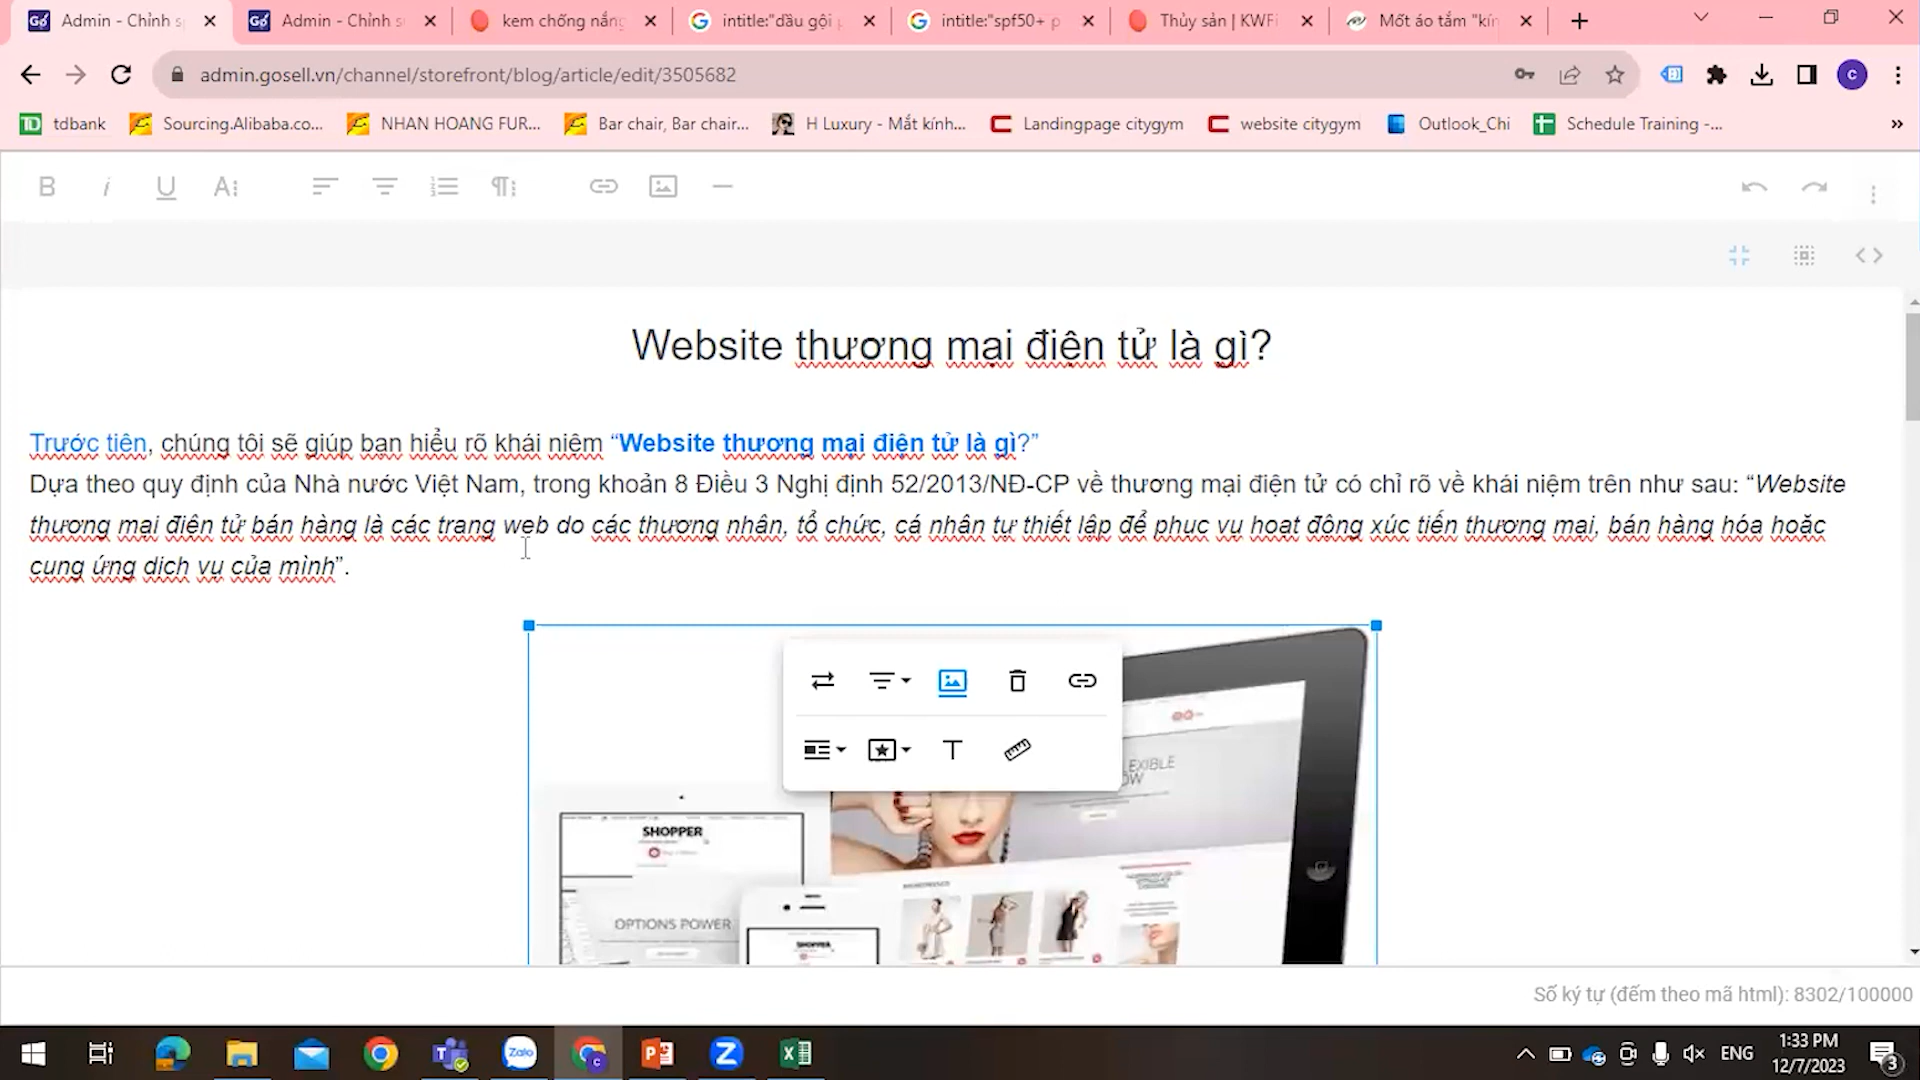 Admin - Chỉnh s
Admin - Chỉnh s
kem chống nắng
intitle:"dầu gội
intitle:"spf50+ p
Thủy sản | KWFi
Mốt áo tắm "kín
admin.gosell.vn/channel/storefront/blog/article/edit/3505682
C
TD tdbank
Sourcing.Alibaba.co...
NHAN HOANG FUR...
Bar chair, Bar chair...
H Luxury - Mắt kính...
Landingpage citygym
website citygym
Outlook_Chi
Schedule Training -...
Website thương mại điện tử là gì?
Trước tiên, chúng tôi sẽ giúp bạn hiểu rõ khái niệm “Website thương mại điện tử là gì?”
Dựa theo quy định của Nhà nước Việt Nam, trong khoản 8 Điều 3 Nghị định 52/2013/NĐ-CP về thương mại điện tử có chỉ rõ về khái niệm trên như sau: “Website
thương mại điện tử bán hàng là các trang web do các thương nhân, tổ chức, cá nhân tự thiết lập để phục vụ hoạt động xúc tiến thương mại, bán hàng hóa hoặc
cung ứng dịch vụ của mình”.
SHOPPER
OPTIONS POWER
SHOPPER
Số ký tự (đếm theo mã html): 8302/100000
Zalo
ENG
1:33 PM
12/7/2023
3